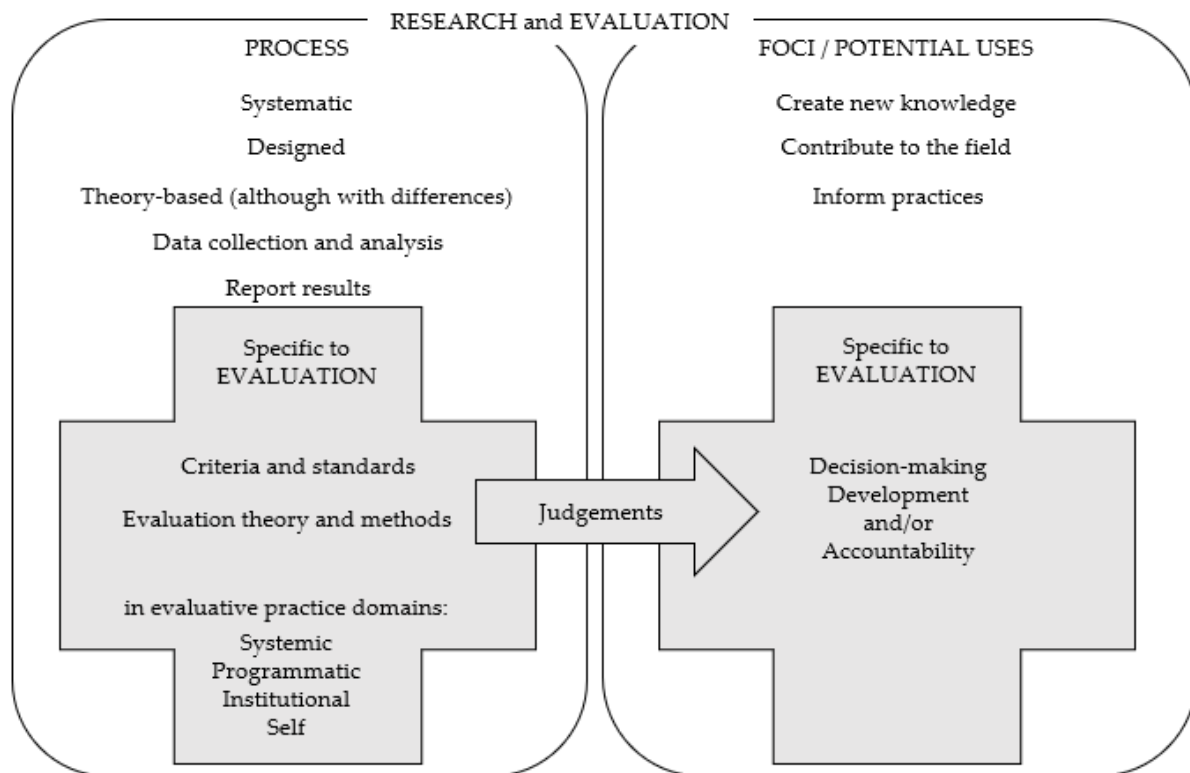 RESEARCH and EVALUATION
PROCESS
Systematic
Designed
Theory-based (although with differences)
Data collection and analysis
Report results
Specific to
EVALUATION
Criteria and standards
Evaluation theory and methods
in evaluative practice domains:
Systemic
Programmatic
Institutional
Self
Judgements
FOCI / POTENTIAL USES
Create new knowledge
Contribute to the field
Inform practices
Specific to
EVALUATION
Decision-making
Development
and/or
Accountability